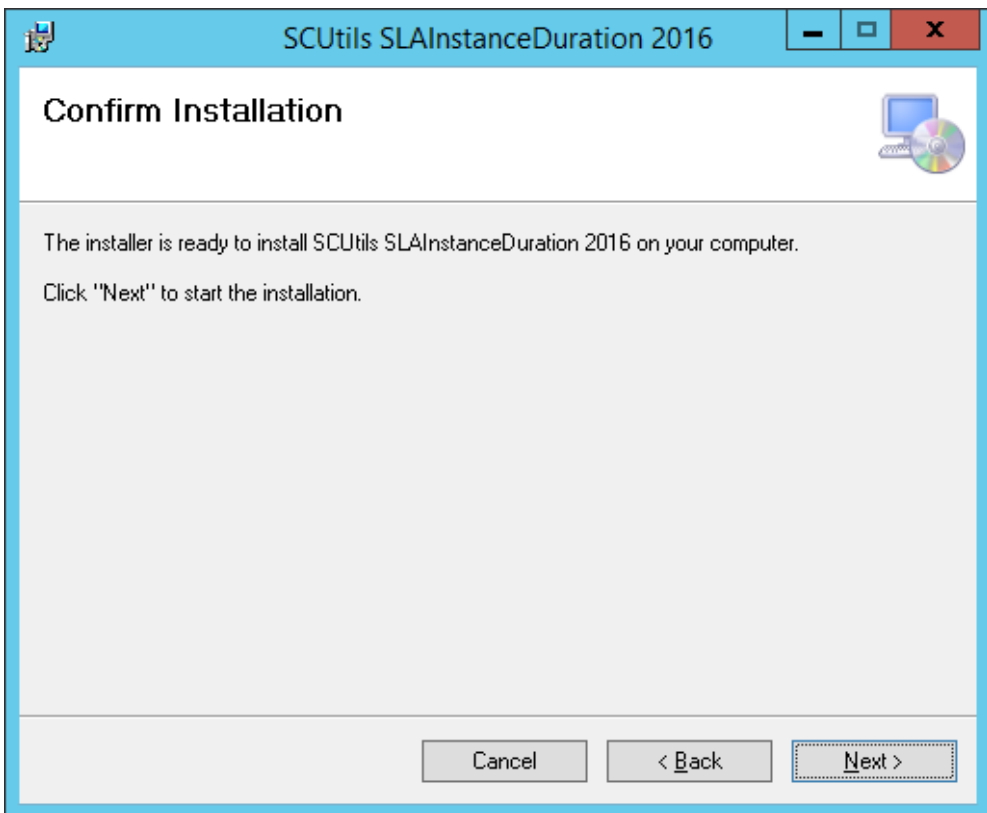 SCUtils SLAInstanceDuration 2016
Confirm Installation
The installer is ready to install SCUtils SLAInstanceDuration 2016 on your computer.
Click "Next" to start the installation.
Cancel
< Back
Next >